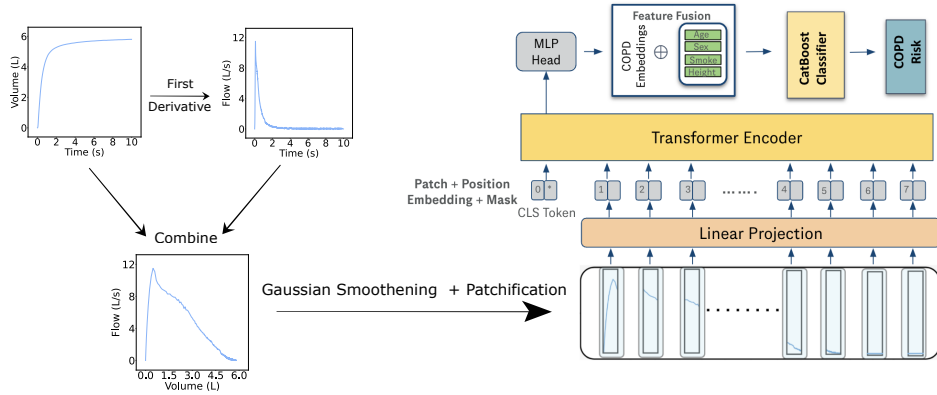 6
4
2
0
Volume (L)
0 2 4 6 8 10
Time (s)
First
Derivative
12
8
4
0
Flow (L/s)
0 2 4 6 8 10
Time (s)
Combine
12
8
4
0
Flow (L/s)
0.0 1.5 3.0 4.5 6.0
Volume (L)
Gaussian Smoothening + Patchification
MLP
Head
Feature Fusion
COPD
Embeddings
⊕
Age
Sex
Smoke
Height
CatBoost
Classifier
COPD
Risk
Transformer Encoder
Patch + Position
Embedding + Mask
0 *
CLS Token
1 2 3 ........ 4 5 6 7
Linear Projection